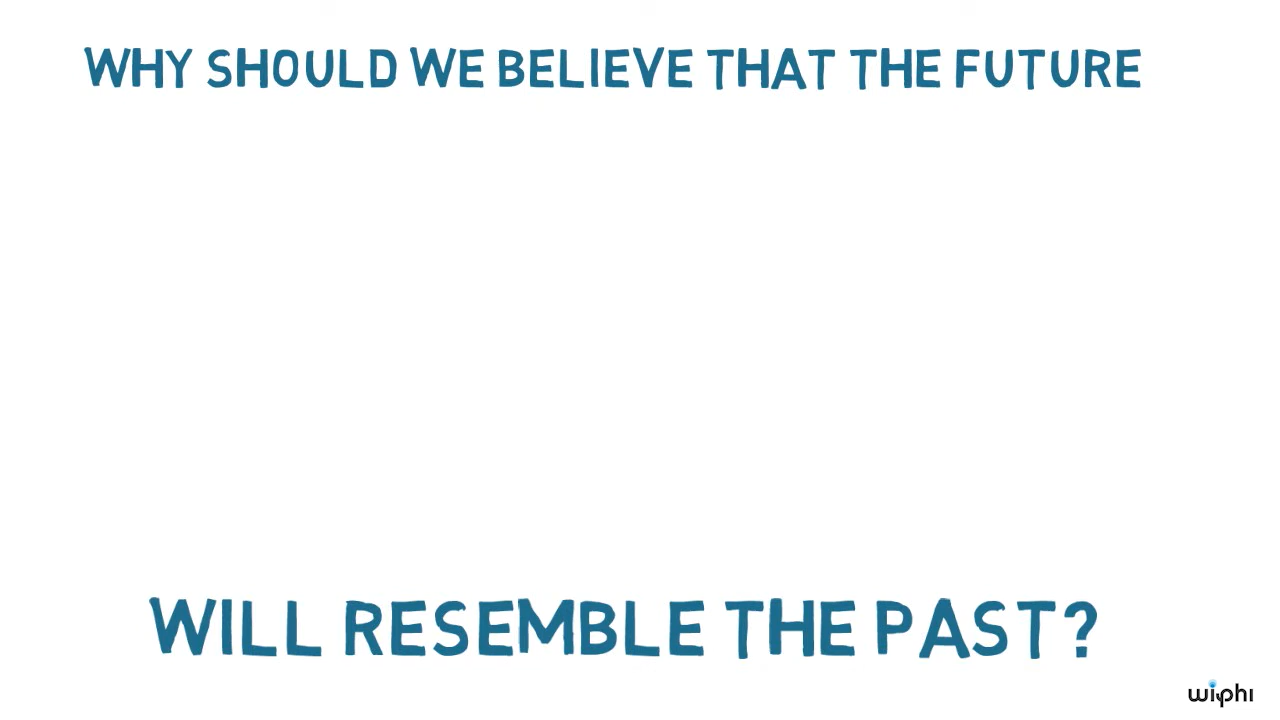 WHY SHOULD WE BELIEVE THAT THE FUTURE
WILL RESEMBLE THE PAST?
wiphi